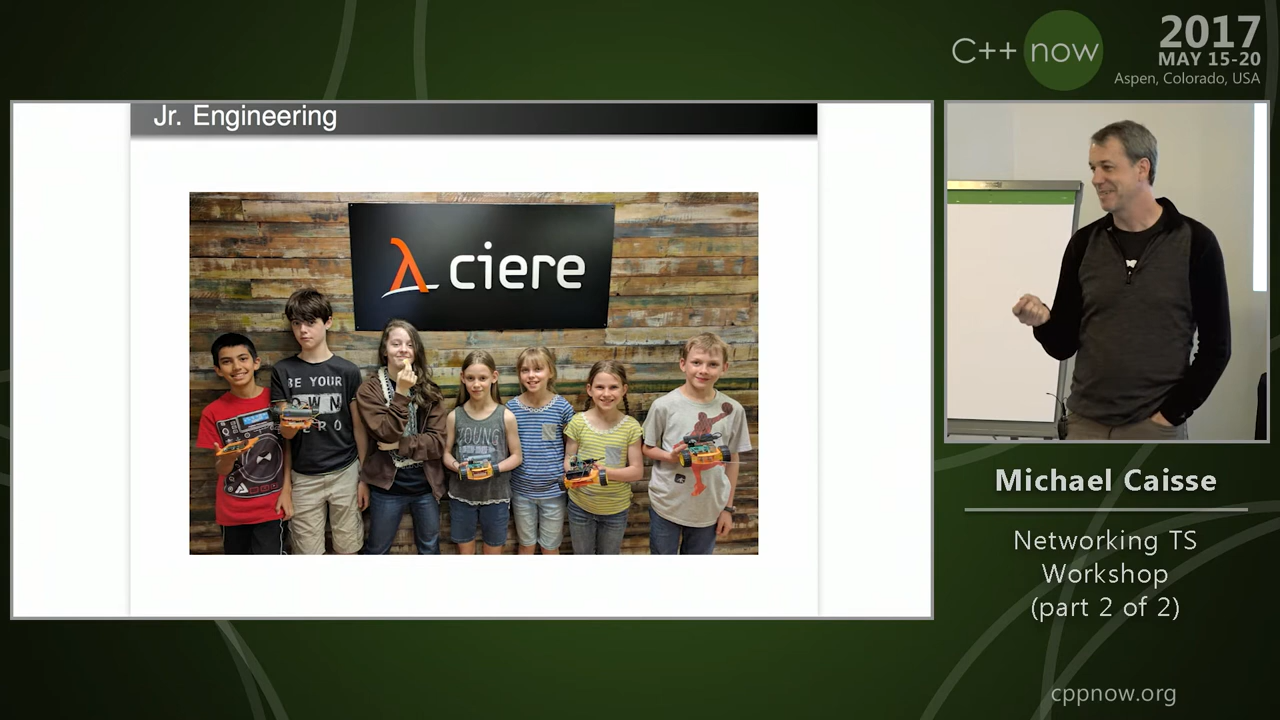 C++ now
2017
MAY 15-20
Aspen, Colorado, USA
Jr. Engineering
ciere
BE YOUR
OWN
YOUNG
Michael Caisse
Networking TS
Workshop
(part 2 of 2)
cppnow.org